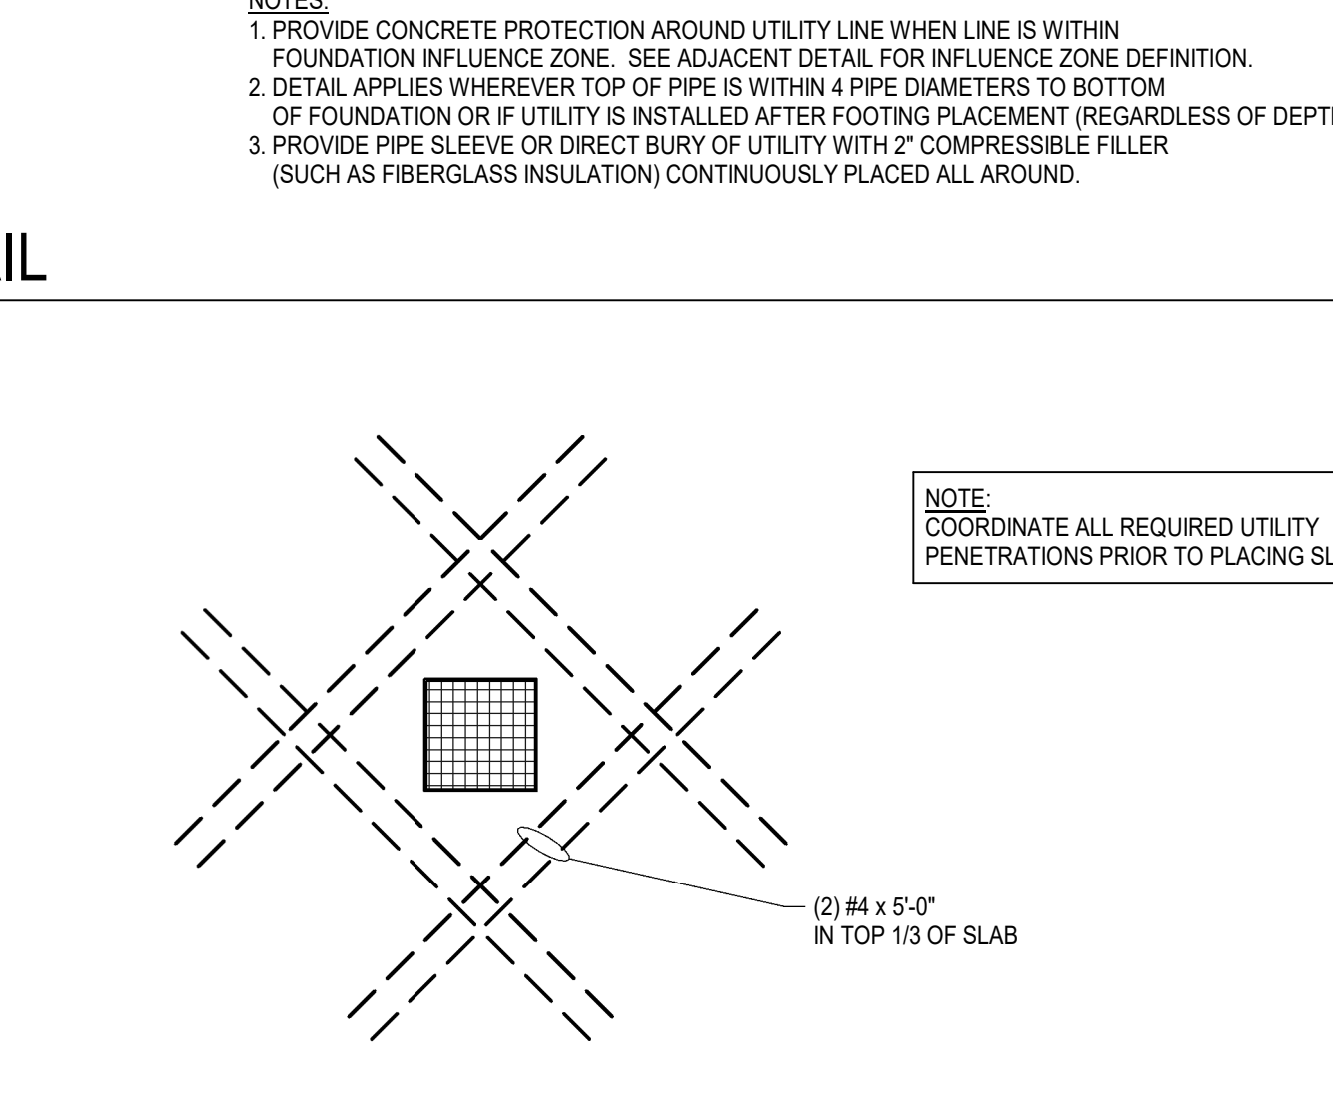 NOTES:
1. PROVIDE CONCRETE PROTECTION AROUND UTILITY LINE WHEN LINE IS WITHIN
FOUNDATION INFLUENCE ZONE. SEE ADJACENT DETAIL FOR INFLUENCE ZONE DEFINITION.
2. DETAIL APPLIES WHEREVER TOP OF PIPE IS WITHIN 4 PIPE DIAMETERS TO BOTTOM
OF FOUNDATION OR IF UTILITY IS INSTALLED AFTER FOOTING PLACEMENT (REGARDLESS OF
3. PROVIDE PIPE SLEEVE OR DIRECT BURY OF UTILITY WITH 2" COMPRESSIBLE FILLER
(SUCH AS FIBERGLASS INSULATION) CONTINUOUSLY PLACED ALL AROUND.
NOTE:
COORDINATE ALL REQUIRED UTILITY
PENETRATIONS PRIOR TO PLACING
(2) #4 x 5'-0"
IN TOP 1/3 OF SLAB